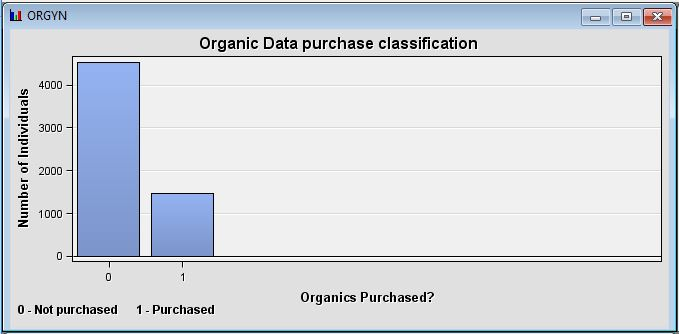 ORGYN
Organic Data purchase classification
Number of Individuals
4000
3000
2000
1000
0
0 1
Organics Purchased?
0 - Not purchased 1 - Purchased